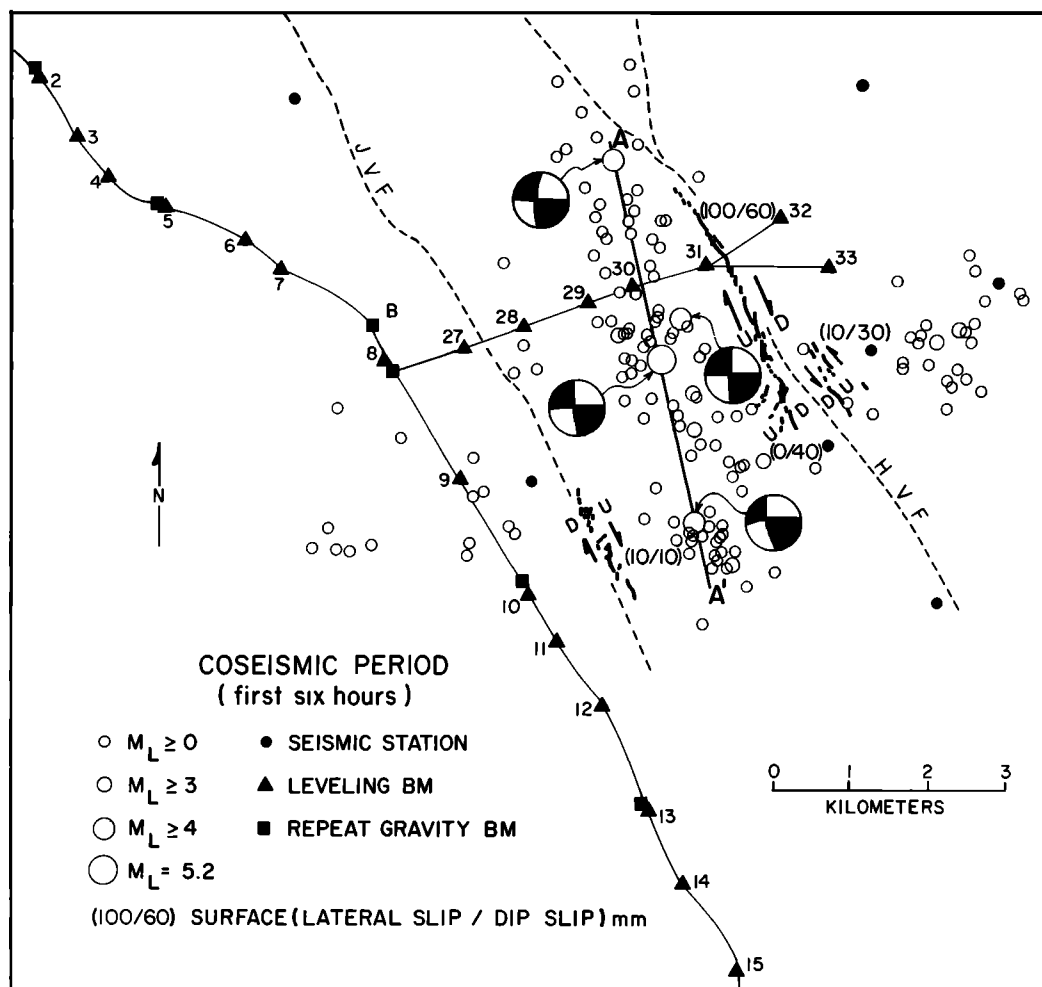 2
3
4
5
6
7
B
8
9
10
11
12
13
14
15
27
28
29
30
31
32
33
J V F
H V F
A
A'
(100/60)
(10/30)
(0/40)
(10/10)
U
D
U
D
D
U
U
D
D
U
N
COSEISMIC PERIOD
(first six hours)
M_L ≥ 0
SEISMIC STATION
M_L ≥ 3
LEVELING BM
M_L ≥ 4
REPEAT GRAVITY BM
M_L = 5.2
(100/60) SURFACE (LATERAL SLIP / DIP SLIP) mm
0 1 2 3
KILOMETERS